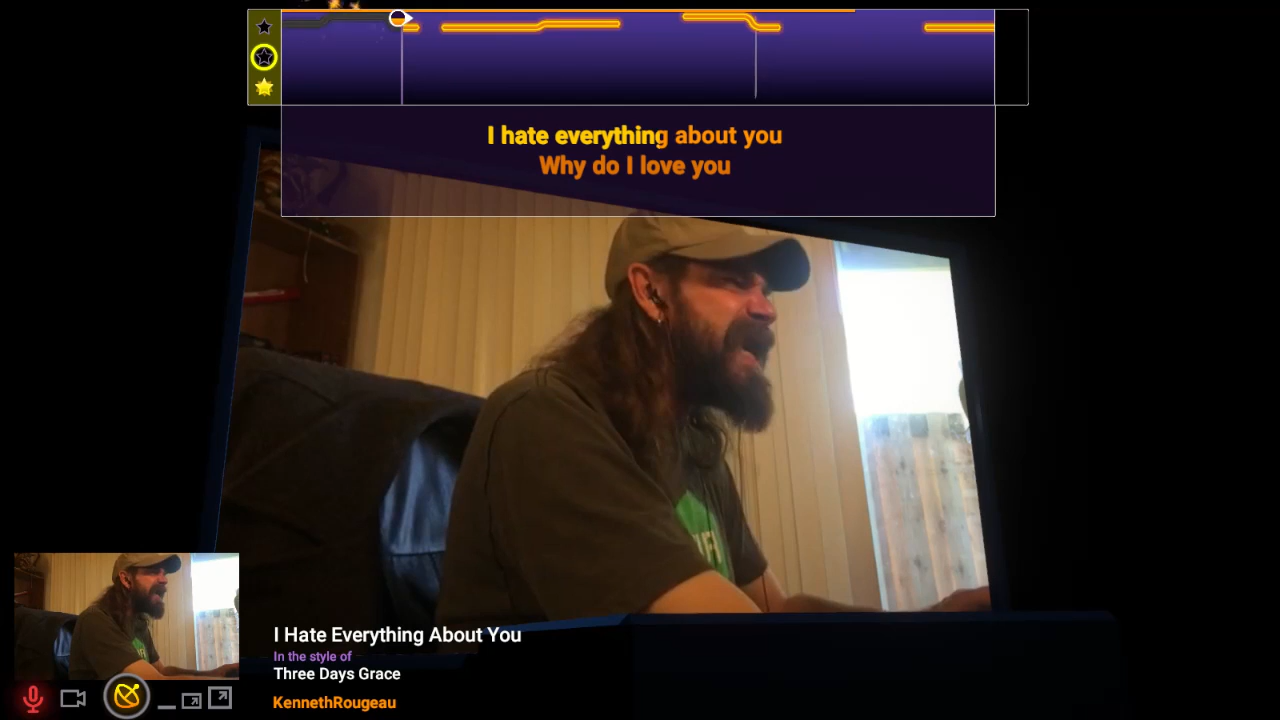 I hate everything about you
Why do I love you
I Hate Everything About You
In the style of
Three Days Grace
KennethRougeau